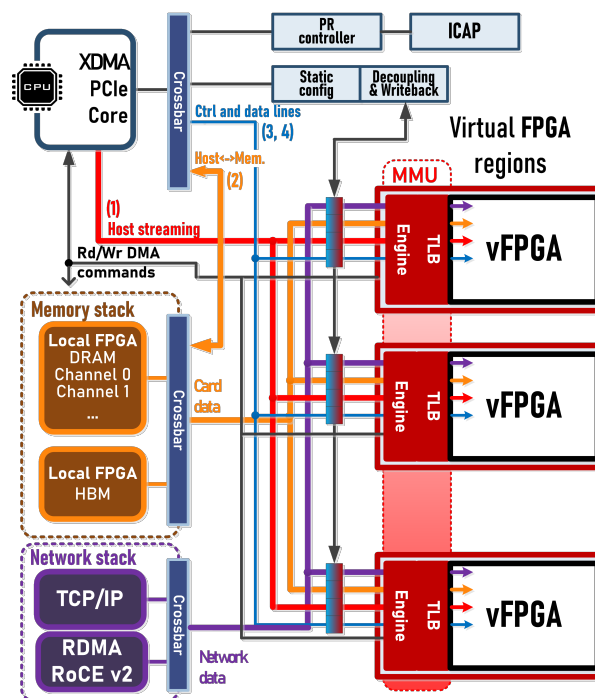 CPU
XDMA
PCIe
Core
Crossbar
PR
controller
ICAP
Static
config
Decoupling
& Writeback
Ctrl and data lines
(3, 4)
Host<->Mem.
(2)
(1)
Host streaming
Rd/Wr DMA
commands
Virtual FPGA
regions
MMU
Engine
TLB
vFPGA
Memory stack
Local FPGA
DRAM
Channel 0
Channel 1
...
Crossbar
Card
data
Engine
TLB
vFPGA
Local FPGA
HBM
Network stack
TCP/IP
RDMA
RoCE v2
Crossbar
Network
data
Engine
TLB
vFPGA